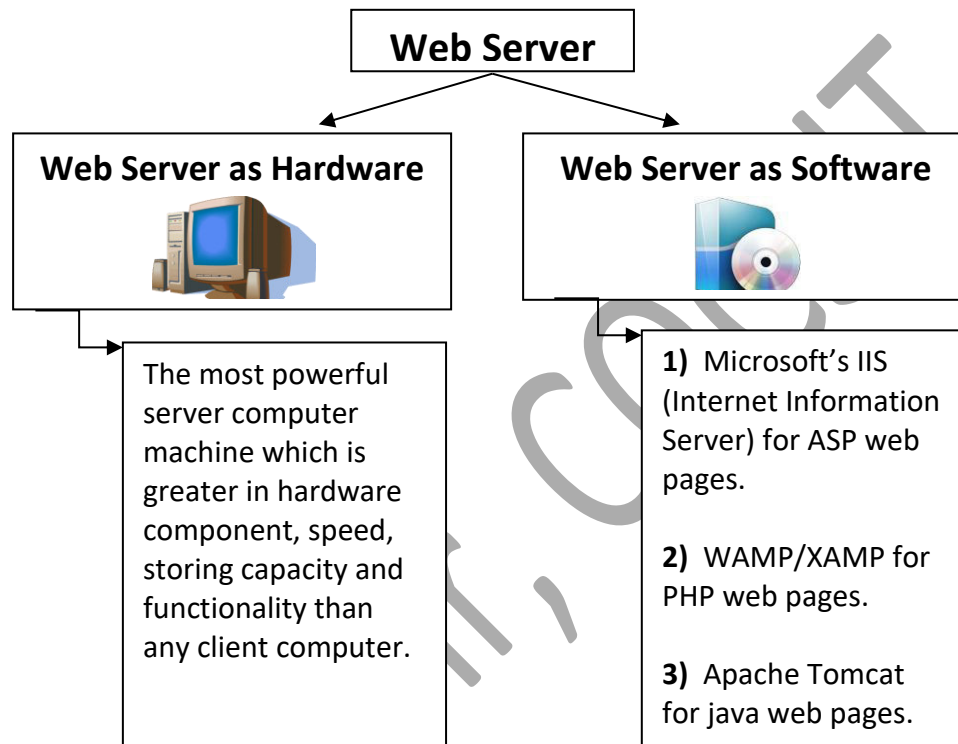 Web Server
Web Server as Hardware
Web Server as Software
The most powerful
server computer
machine which is
greater in hardware
component, speed,
storing capacity and
functionality than
any client computer.
1) Microsoft’s IIS
(Internet Information
Server) for ASP web
pages.
2) WAMP/XAMP for
PHP web pages.
3) Apache Tomcat
for java web pages.